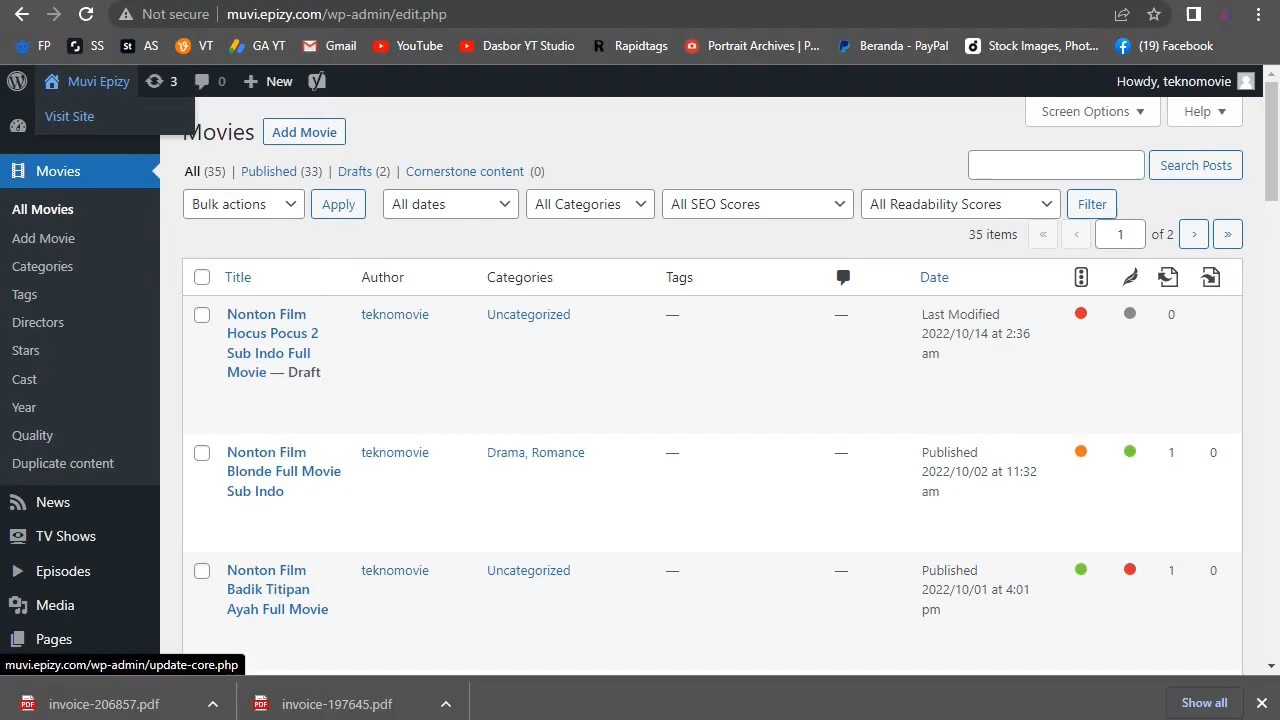 Not secure muvi.epizy.com/wp-admin/edit.php
FP SS AS VT GA YT Gmail YouTube Dasbor YT Studio Rapidtags Portrait Archives | P... Beranda - PayPal Stock Images, Phot... (19) Facebook
Muvi Epizy 3 0 New Howdy, teknomovie
Visit Site
Screen Options Help
Movies Add Movie
All (35) | Published (33) | Drafts (2) | Cornerstone content (0)
Search Posts
Bulk actions Apply All dates All Categories All SEO Scores All Readability Scores Filter
35 items « ‹ 1 of 2 › »
Movies
All Movies
Add Movie
Categories
Tags
Directors
Stars
Cast
Year
Quality
Duplicate content
News
TV Shows
Episodes
Media
Pages
Title Author Categories Tags Date
Nonton Film teknomovie Uncategorized — — Last Modified 0
Hocus Pocus 2 2022/10/14 at 2:36
Sub Indo Full am
Movie — Draft
Nonton Film teknomovie Drama, Romance — — Published 1 0
Blonde Full Movie 2022/10/02 at 11:32
Sub Indo am
Nonton Film teknomovie Uncategorized — — Published 1 0
Badik Titipan 2022/10/01 at 4:01
Ayah Full Movie pm
muvi.epizy.com/wp-admin/update-core.php
PDF invoice-206857.pdf PDF invoice-197645.pdf Show all